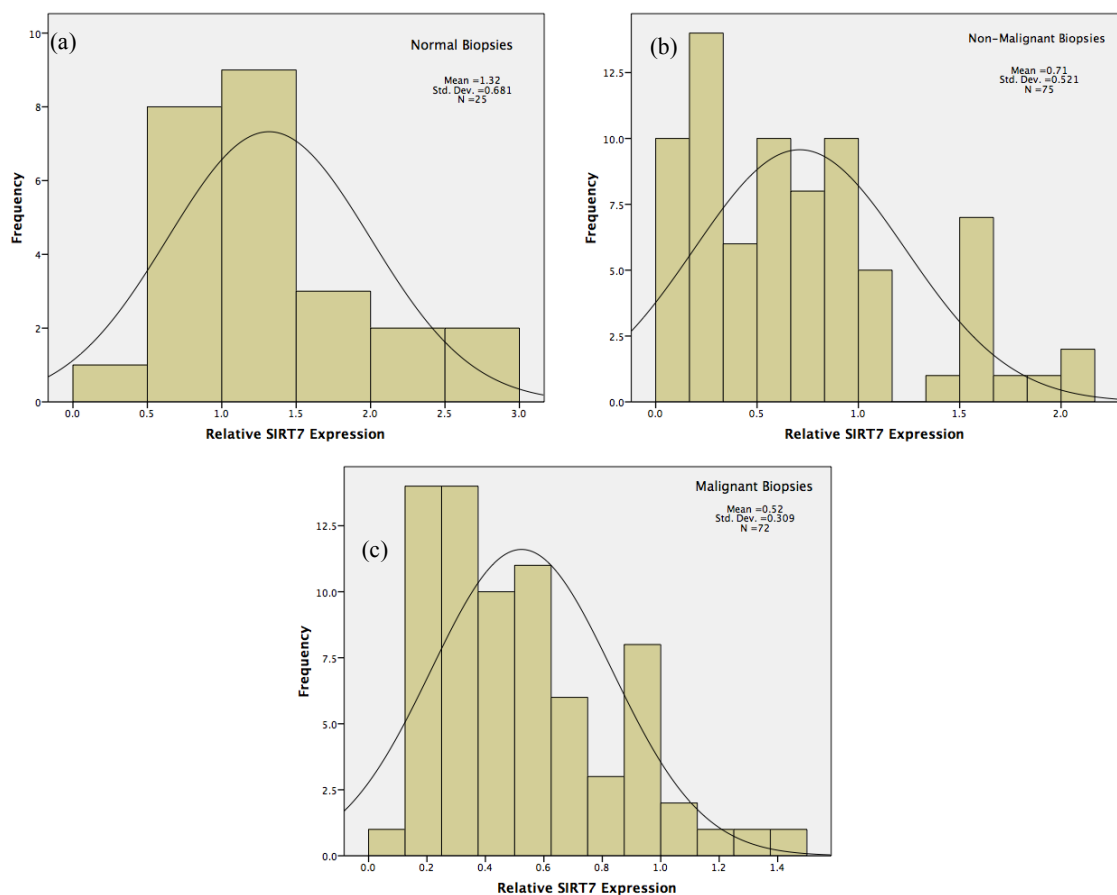 (a)
Normal Biopsies
Mean =1.32
Std. Dev. =0.681
N =25
Frequency
10
8
6
4
2
0
0.0 0.5 1.0 1.5 2.0 2.5 3.0
Relative SIRT7 Expression
(b)
Non-Malignant Biopsies
Mean =0.71
Std. Dev. =0.521
N =75
Frequency
12.5
10.0
7.5
5.0
2.5
0.0
0.0 0.5 1.0 1.5 2.0
Relative SIRT7 Expression
(c)
Malignant Biopsies
Mean =0.52
Std. Dev. =0.309
N =72
Frequency
12.5
10.0
7.5
5.0
2.5
0.0
0.0 0.2 0.4 0.6 0.8 1.0 1.2 1.4
Relative SIRT7 Expression